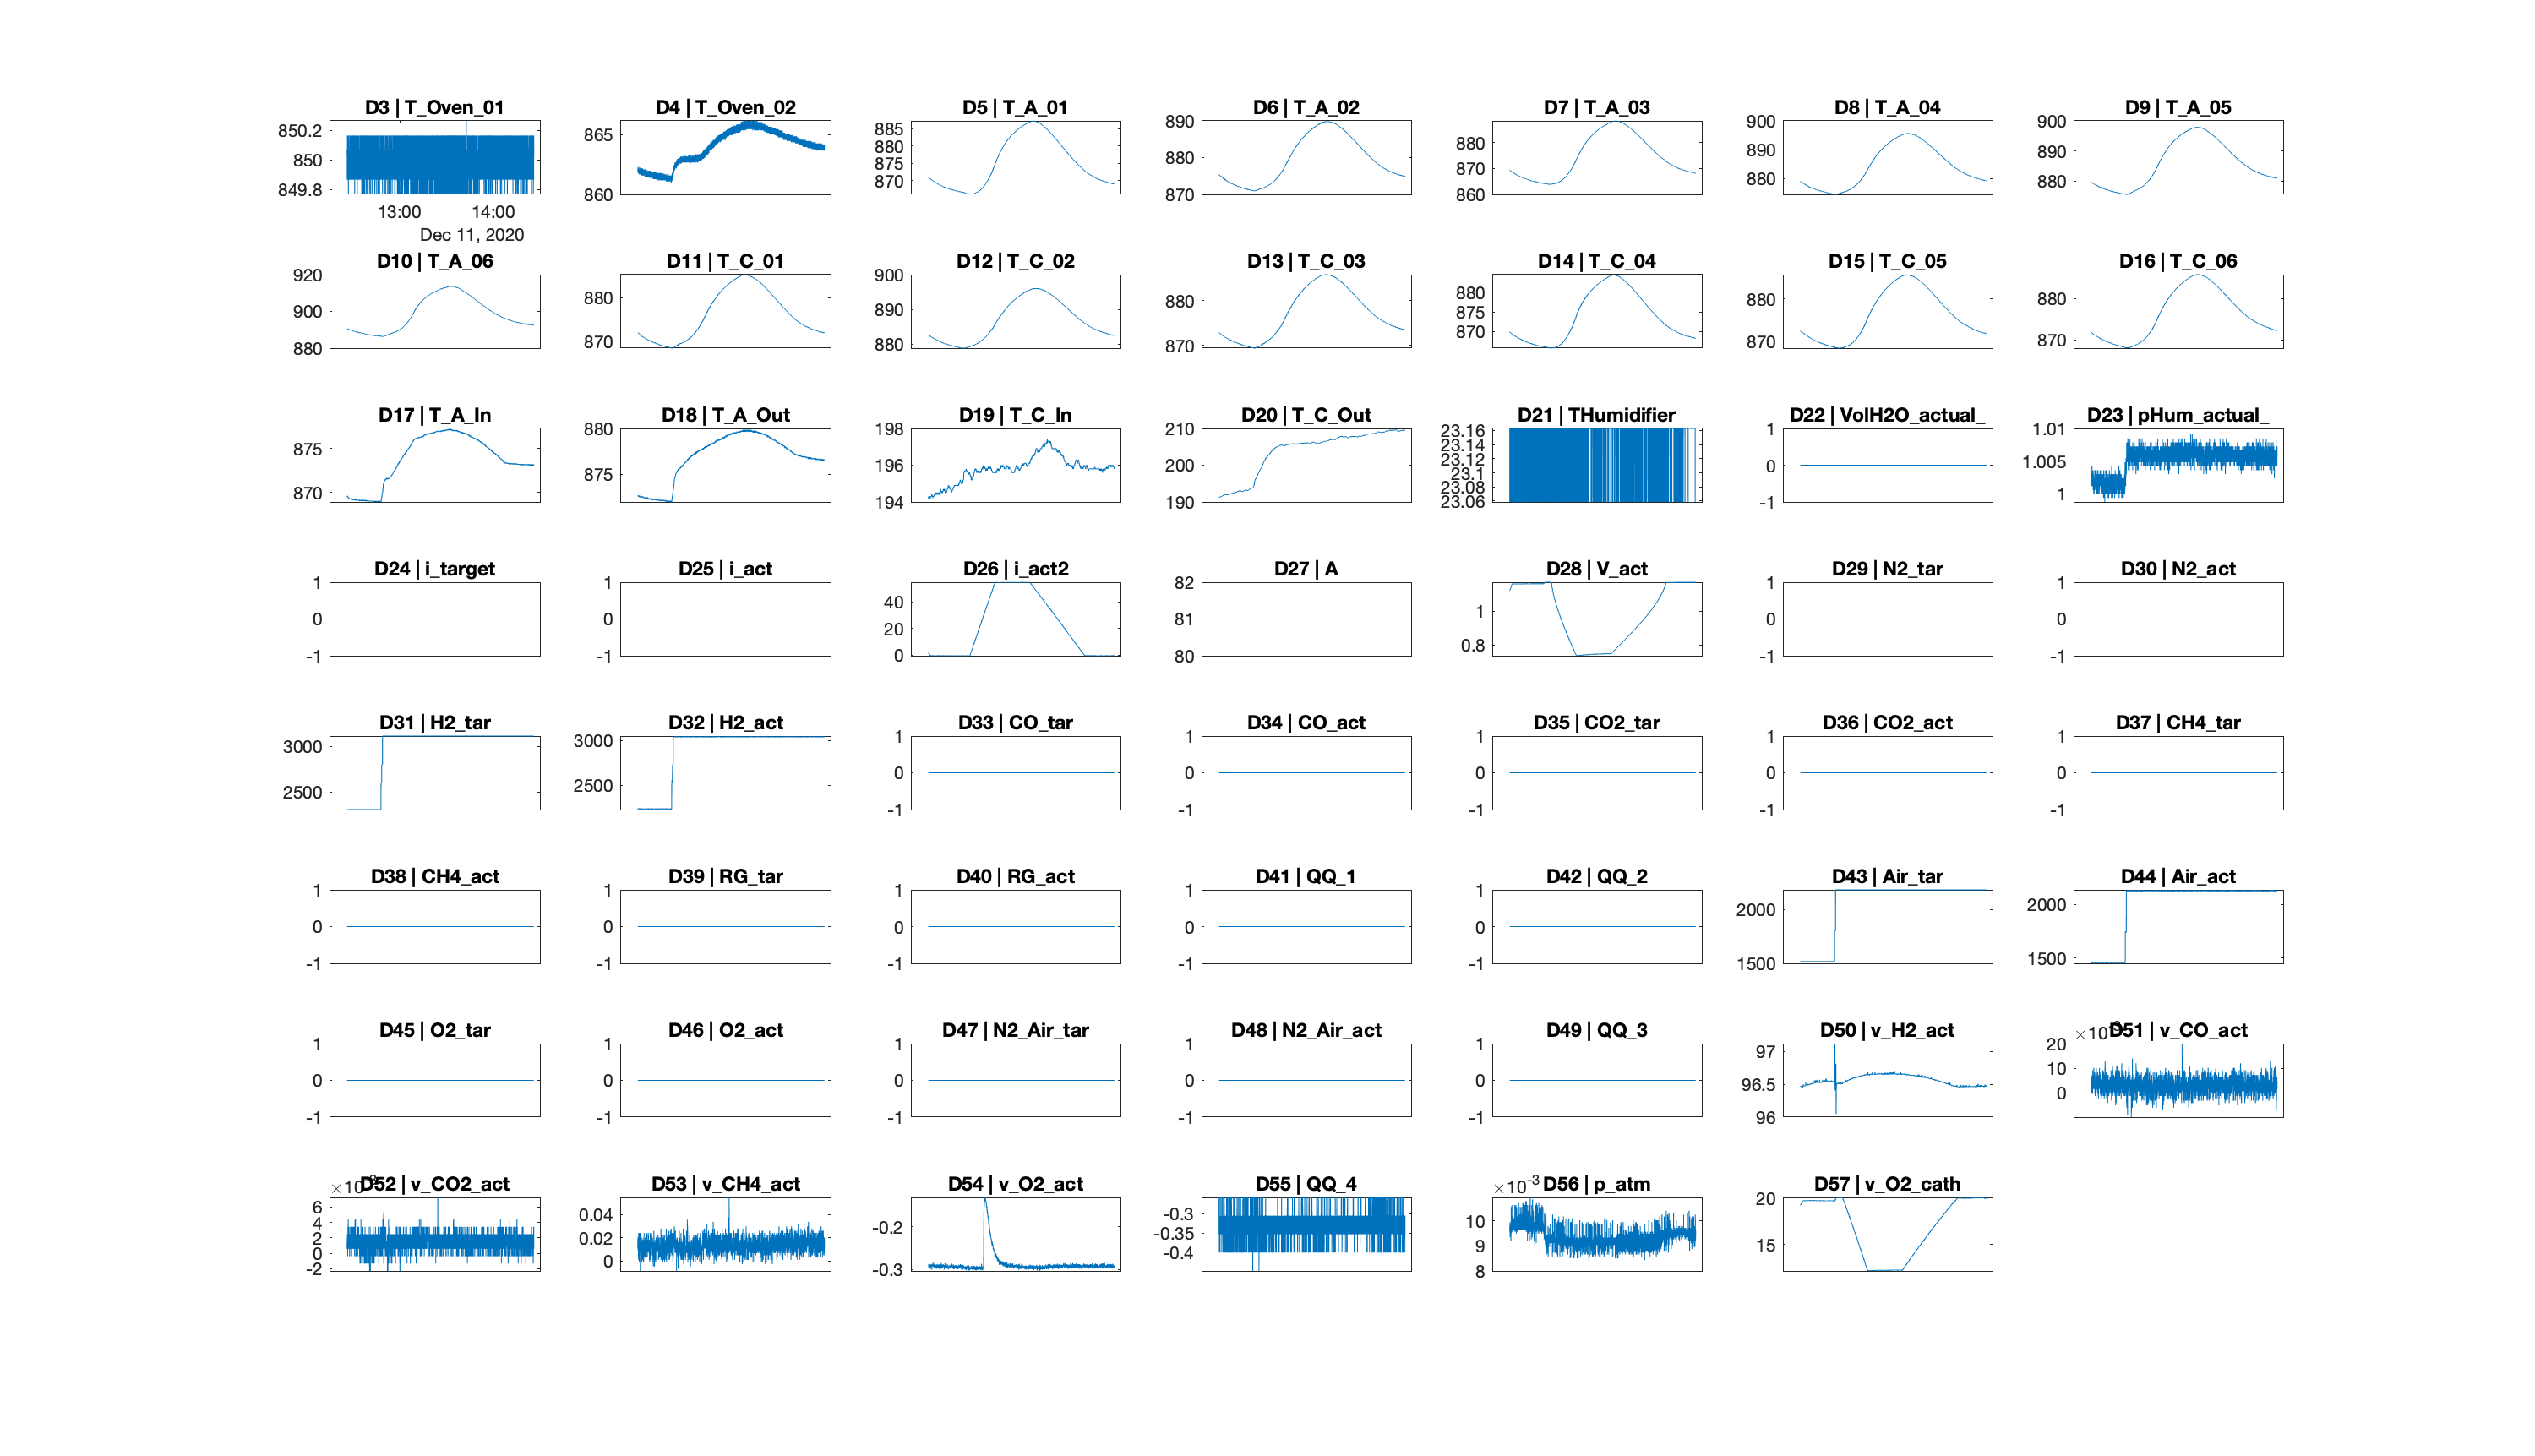 D3 | T_Oven_01
850.2
850
849.8
13:00 14:00
Dec 11, 2020
D4 | T_Oven_02
865
860
D5 | T_A_01
885
880
875
870
D6 | T_A_02
890
880
870
D7 | T_A_03
880
870
860
D8 | T_A_04
900
890
880
D9 | T_A_05
900
890
880
D10 | T_A_06
920
900
880
D11 | T_C_01
880
870
D12 | T_C_02
900
890
880
D13 | T_C_03
880
870
D14 | T_C_04
880
875
870
D15 | T_C_05
880
870
D16 | T_C_06
880
870
D17 | T_A_In
875
870
D18 | T_A_Out
880
875
D19 | T_C_In
198
196
194
D20 | T_C_Out
210
200
190
D21 | THumidifier
23.16
23.14
23.12
23.1
23.08
23.06
D22 | VolH2O_actual_
1
0
-1
D23 | pHum_actual_
1.01
1.005
1
D24 | i_target
1
0
-1
D25 | i_act
1
0
-1
D26 | i_act2
40
20
0
D27 | A
82
81
80
D28 | V_act
1
0.8
D29 | N2_tar
1
0
-1
D30 | N2_act
1
0
-1
D31 | H2_tar
3000
2500
D32 | H2_act
3000
2500
D33 | CO_tar
1
0
-1
D34 | CO_act
1
0
-1
D35 | CO2_tar
1
0
-1
D36 | CO2_act
1
0
-1
D37 | CH4_tar
1
0
-1
D38 | CH4_act
1
0
-1
D39 | RG_tar
1
0
-1
D40 | RG_act
1
0
-1
D41 | QQ_1
1
0
-1
D42 | QQ_2
1
0
-1
D43 | Air_tar
2000
1500
D44 | Air_act
2000
1500
D45 | O2_tar
1
0
-1
D46 | O2_act
1
0
-1
D47 | N2_Air_tar
1
0
-1
D48 | N2_Air_act
1
0
-1
D49 | QQ_3
1
0
-1
D50 | v_H2_act
97
96.5
96
×10
D51 | v_CO_act
20
10
0
×10
D52 | v_CO2_act
6
4
2
0
-2
D53 | v_CH4_act
0.04
0.02
0
D54 | v_O2_act
-0.2
-0.3
D55 | QQ_4
-0.3
-0.35
-0.4
×10-3
D56 | p_atm
10
9
8
D57 | v_O2_cath
20
15